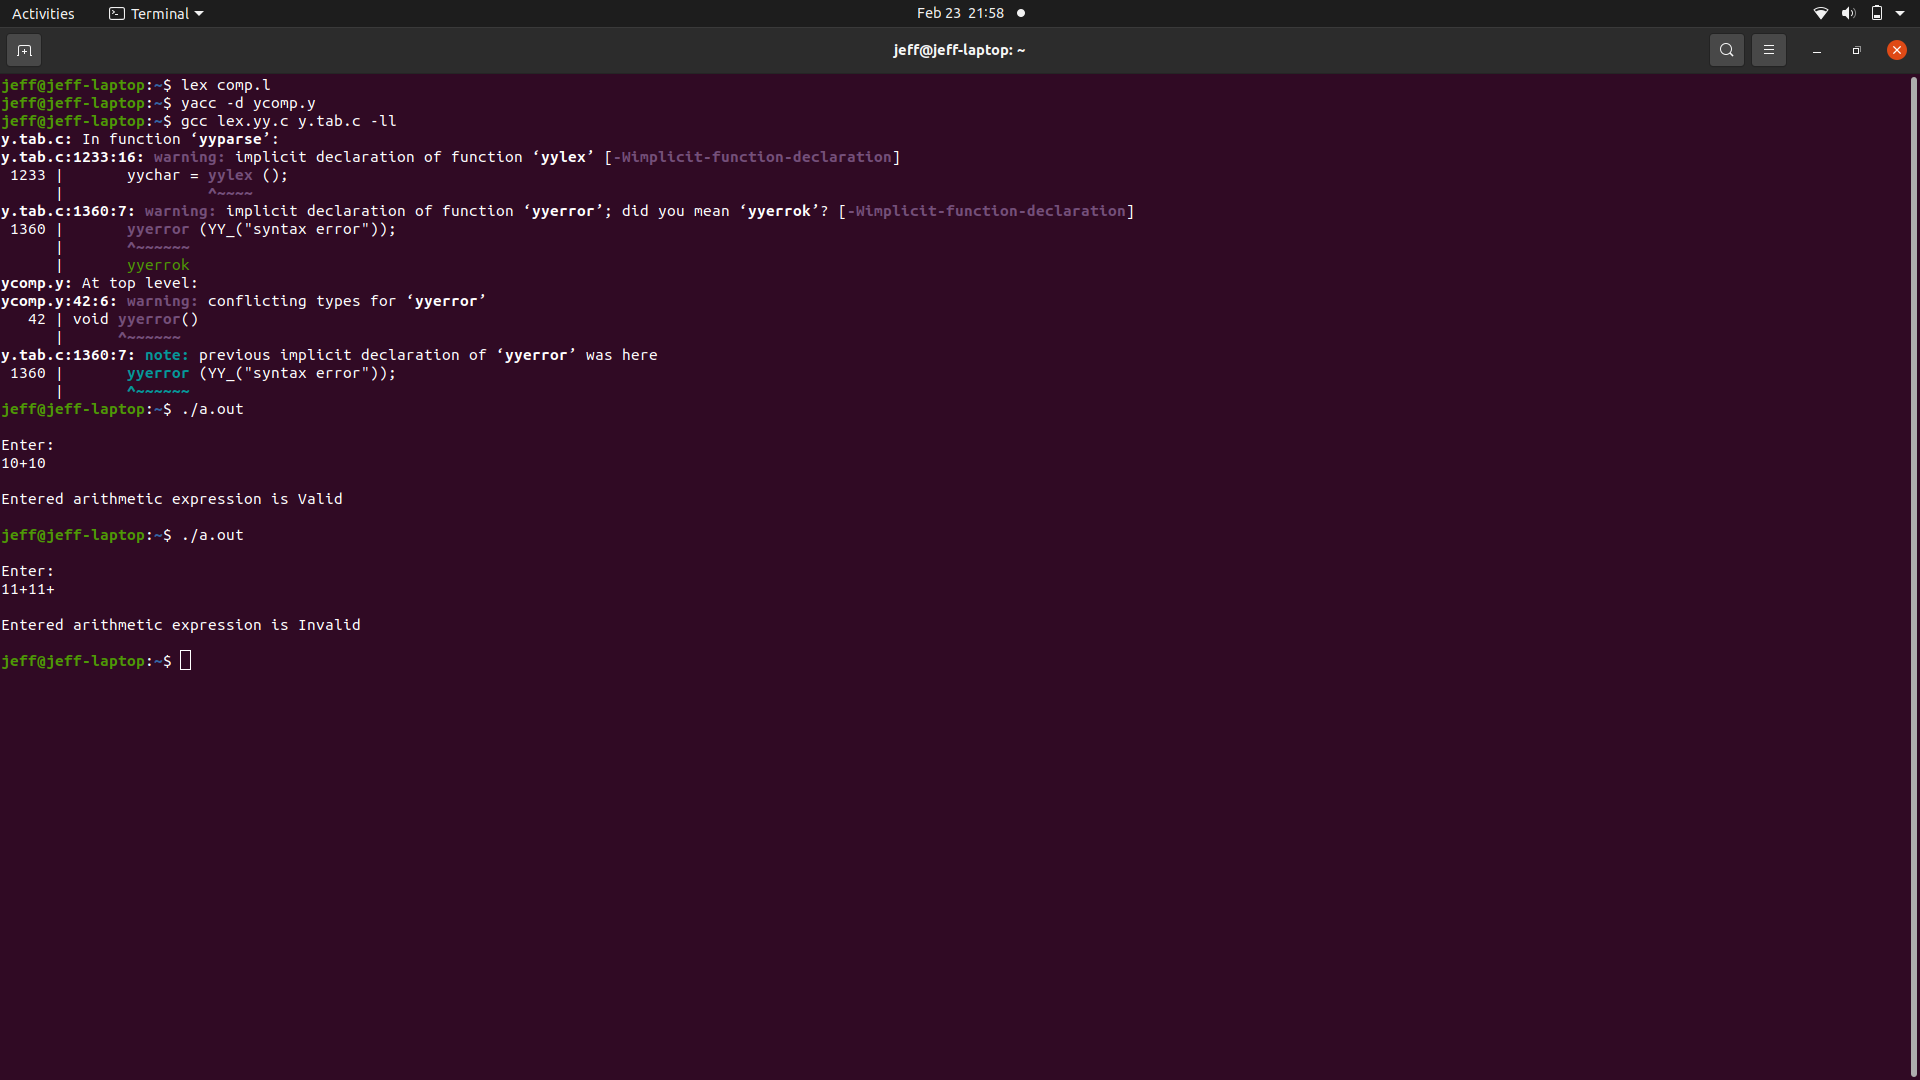 Activities Terminal Feb 23 21:58
jeff@jeff-laptop: ~
jeff@jeff-laptop:~$ lex comp.l
jeff@jeff-laptop:~$ yacc -d ycomp.y
jeff@jeff-laptop:~$ gcc lex.yy.c y.tab.c -ll
y.tab.c: In function ‘yyparse’:
y.tab.c:1233:16: warning: implicit declaration of function ‘yylex’ [-Wimplicit-function-declaration]
 1233 |       yychar = yylex ();
      |                ^~~~~
y.tab.c:1360:7: warning: implicit declaration of function ‘yyerror’; did you mean ‘yyerrok’? [-Wimplicit-function-declaration]
 1360 |       yyerror (YY_("syntax error"));
      |       ^~~~~~~
      |       yyerrok
ycomp.y: At top level:
ycomp.y:42:6: warning: conflicting types for ‘yyerror’
   42 | void yyerror()
      |      ^~~~~~~
y.tab.c:1360:7: note: previous implicit declaration of ‘yyerror’ was here
 1360 |       yyerror (YY_("syntax error"));
      |       ^~~~~~~
jeff@jeff-laptop:~$ ./a.out
Enter:
10+10
Entered arithmetic expression is Valid
jeff@jeff-laptop:~$ ./a.out
Enter:
11+11+
Entered arithmetic expression is Invalid
jeff@jeff-laptop:~$